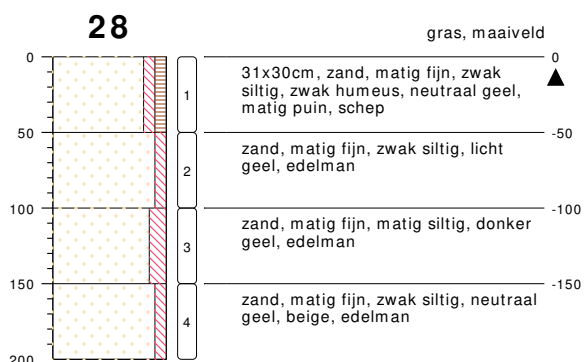 28
gras, maaiveld
0
0
1
31x30cm, zand, matig fijn, zwak
siltig, zwak humeus, neutraal geel,
matig puin, schep
50
-50
2
zand, matig fijn, zwak siltig, licht
geel, edelman
100
-100
3
zand, matig fijn, matig siltig, donker
geel, edelman
150
-150
4
zand, matig fijn, zwak siltig, neutraal
geel, beige, edelman
200